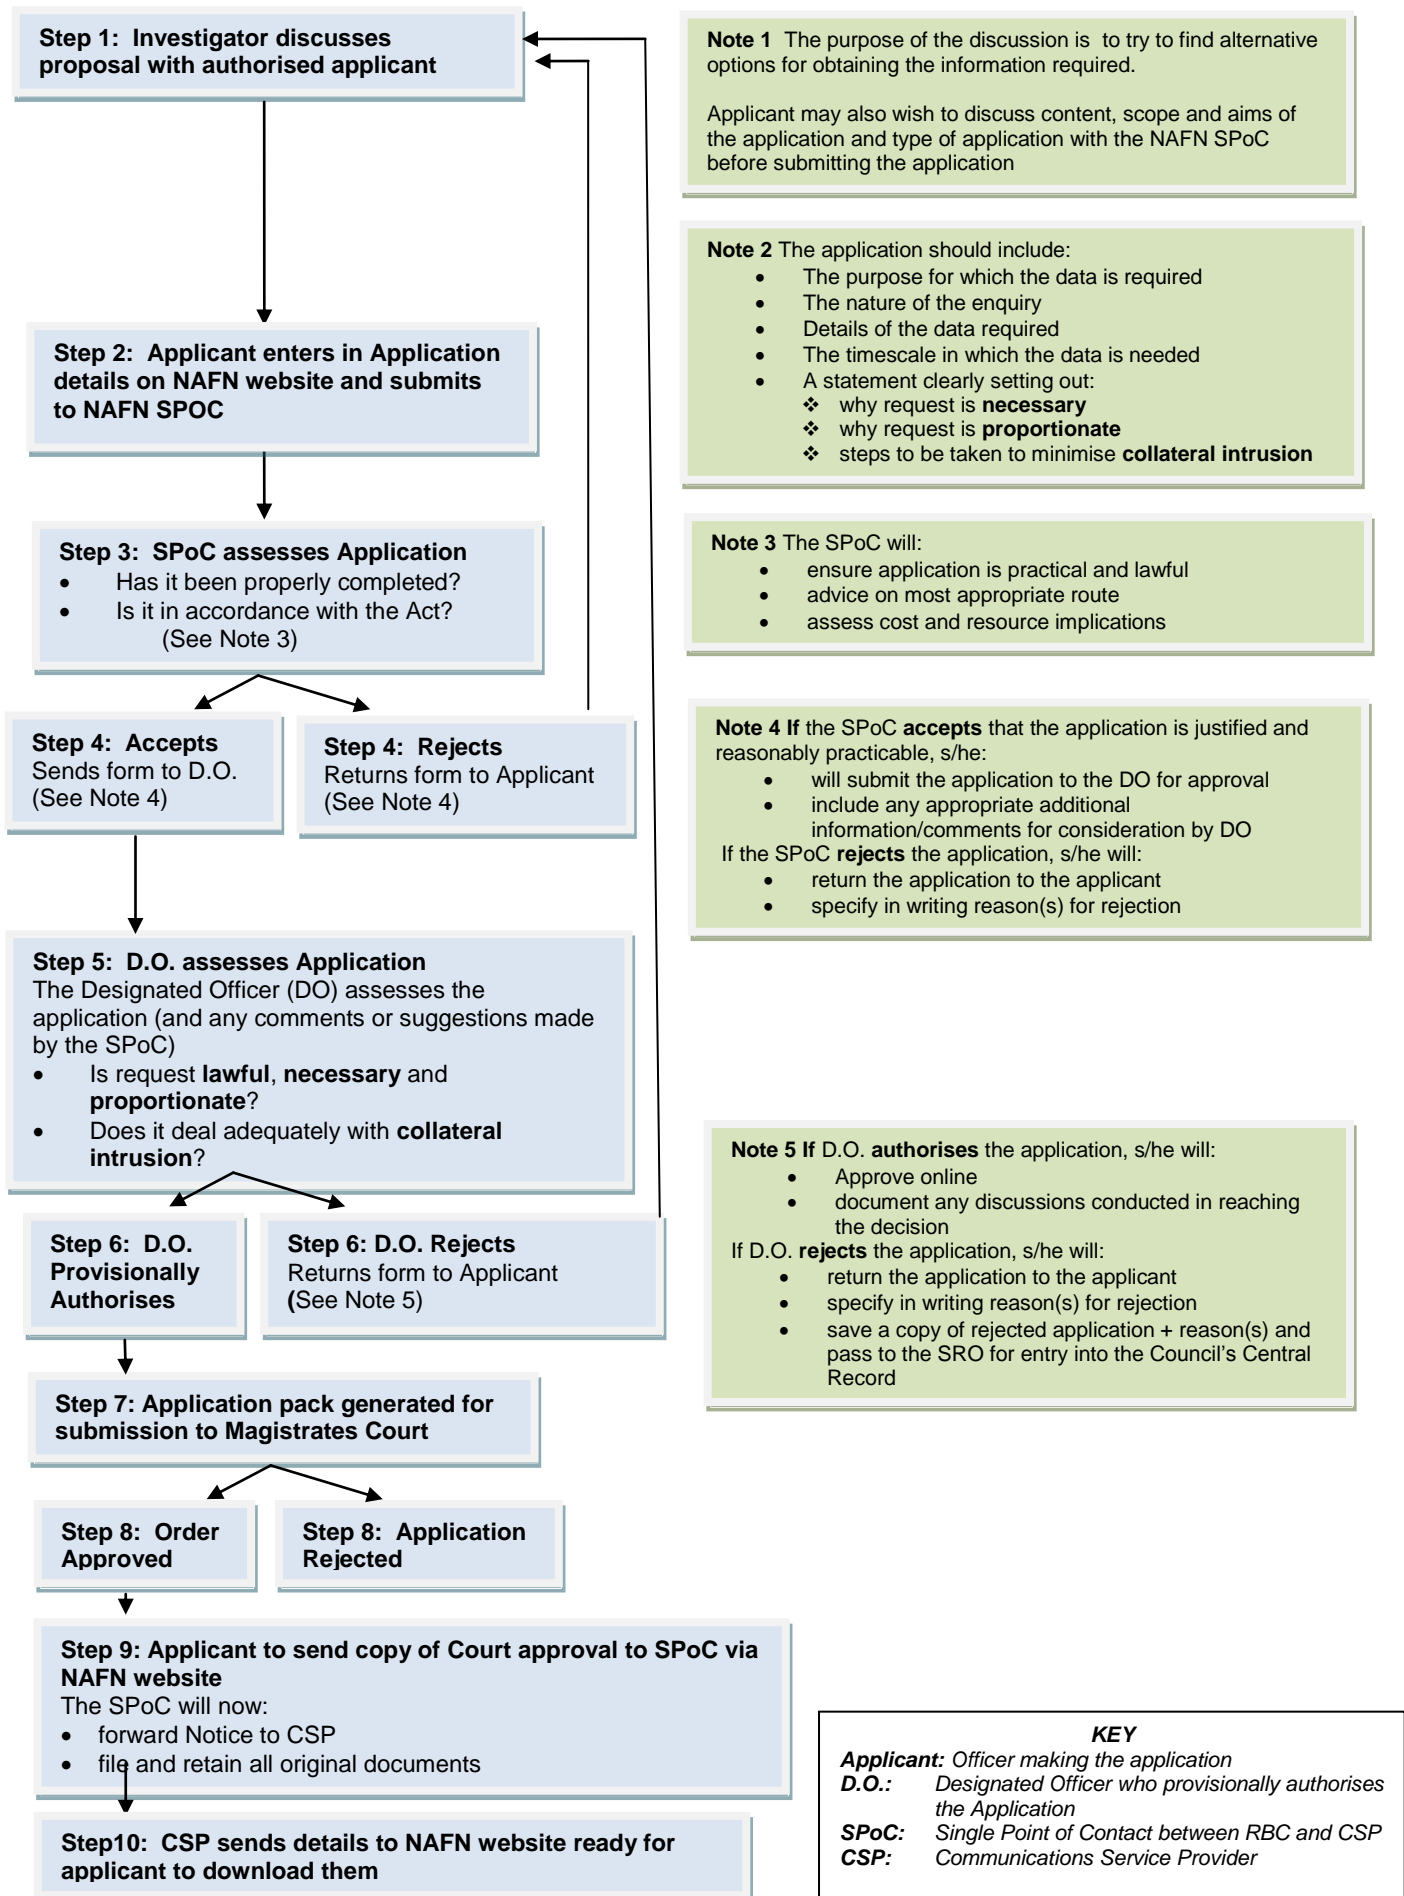 Step 1: Investigator discusses
proposal with authorised applicant
Note 1 The purpose of the discussion is to try to find alternative
options for obtaining the information required.
Applicant may also wish to discuss content, scope and aims of
the application and type of application with the NAFN SPoC
before submitting the application
Step 2: Applicant enters in Application
details on NAFN website and submits
to NAFN SPOC
Note 2 The application should include:
• The purpose for which the data is required
• The nature of the enquiry
• Details of the data required
• The timescale in which the data is needed
• A statement clearly setting out:
❖ why request is necessary
❖ why request is proportionate
❖ steps to be taken to minimise collateral intrusion
Step 3: SPoC assesses Application
• Has it been properly completed?
• Is it in accordance with the Act?
(See Note 3)
Note 3 The SPoC will:
• ensure application is practical and lawful
• advice on most appropriate route
• assess cost and resource implications
Step 4: Accepts
Sends form to D.O.
(See Note 4)
Step 4: Rejects
Returns form to Applicant
(See Note 4)
Note 4 If the SPoC accepts that the application is justified and
reasonably practicable, s/he:
• will submit the application to the DO for approval
• include any appropriate additional
information/comments for consideration by DO
If the SPoC rejects the application, s/he will:
• return the application to the applicant
• specify in writing reason(s) for rejection
Step 5: D.O. assesses Application
The Designated Officer (DO) assesses the
application (and any comments or suggestions made
by the SPoC)
• Is request lawful, necessary and
proportionate?
• Does it deal adequately with collateral
intrusion?
Note 5 If D.O. authorises the application, s/he will:
• Approve online
• document any discussions conducted in reaching
the decision
If D.O. rejects the application, s/he will:
• return the application to the applicant
• specify in writing reason(s) for rejection
• save a copy of rejected application + reason(s) and
pass to the SRO for entry into the Council's Central
Record
Step 6: D.O.
Provisionally
Authorises
Step 6: D.O. Rejects
Returns form to Applicant
(See Note 5)
Step 7: Application pack generated for
submission to Magistrates Court
Step 8: Order
Approved
Step 8: Application
Rejected
Step 9: Applicant to send copy of Court approval to SPoC via
NAFN website
The SPoC will now:
• forward Notice to CSP
• file and retain all original documents
Step10: CSP sends details to NAFN website ready for
applicant to download them
KEY
Applicant: Officer making the application
D.O.: Designated Officer who provisionally authorises
the Application
SPoC: Single Point of Contact between RBC and CSP
CSP: Communications Service Provider